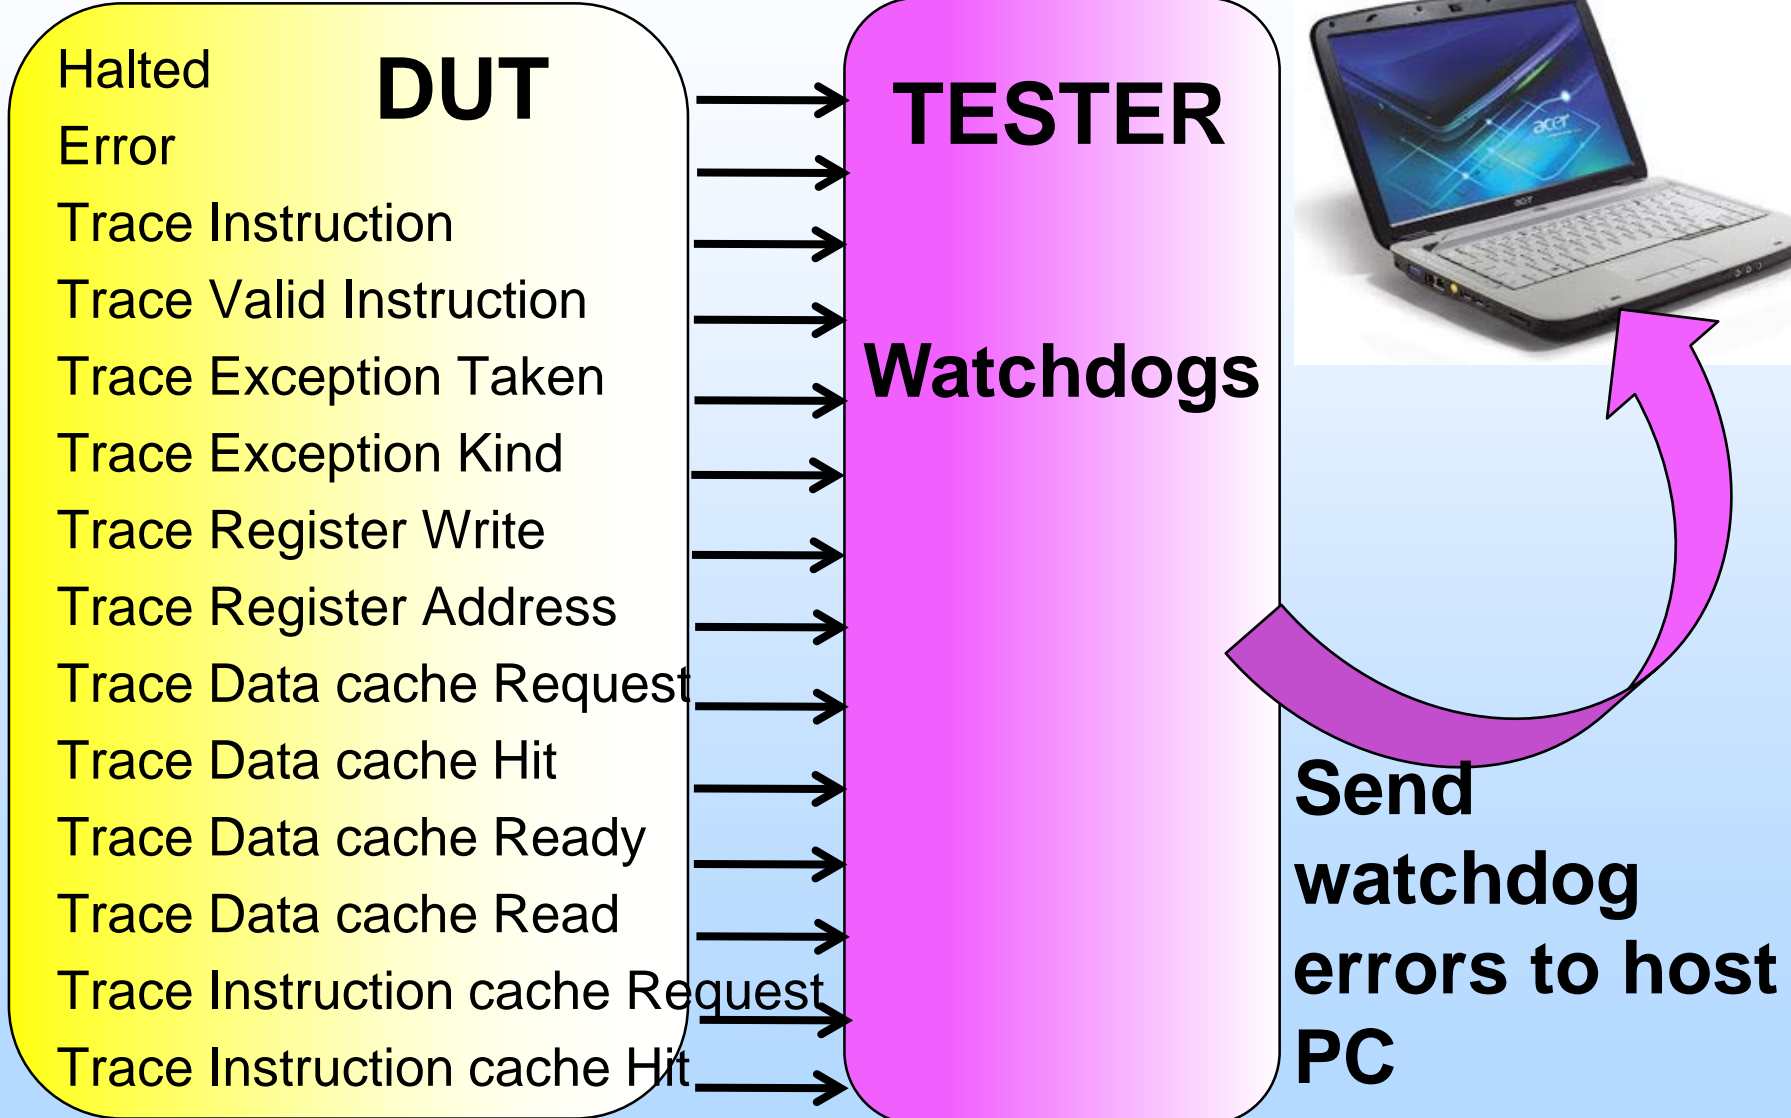 Halted
DUT
Error
Trace Instruction
Trace Valid Instruction
Trace Exception Taken
Trace Exception Kind
Trace Register Write
Trace Register Address
Trace Data cache Request
Trace Data cache Hit
Trace Data cache Ready
Trace Data cache Read
Trace Instruction cache Request
Trace Instruction cache Hit
TESTER
Watchdogs
acer
acer
Send
watchdog
errors to host
PC